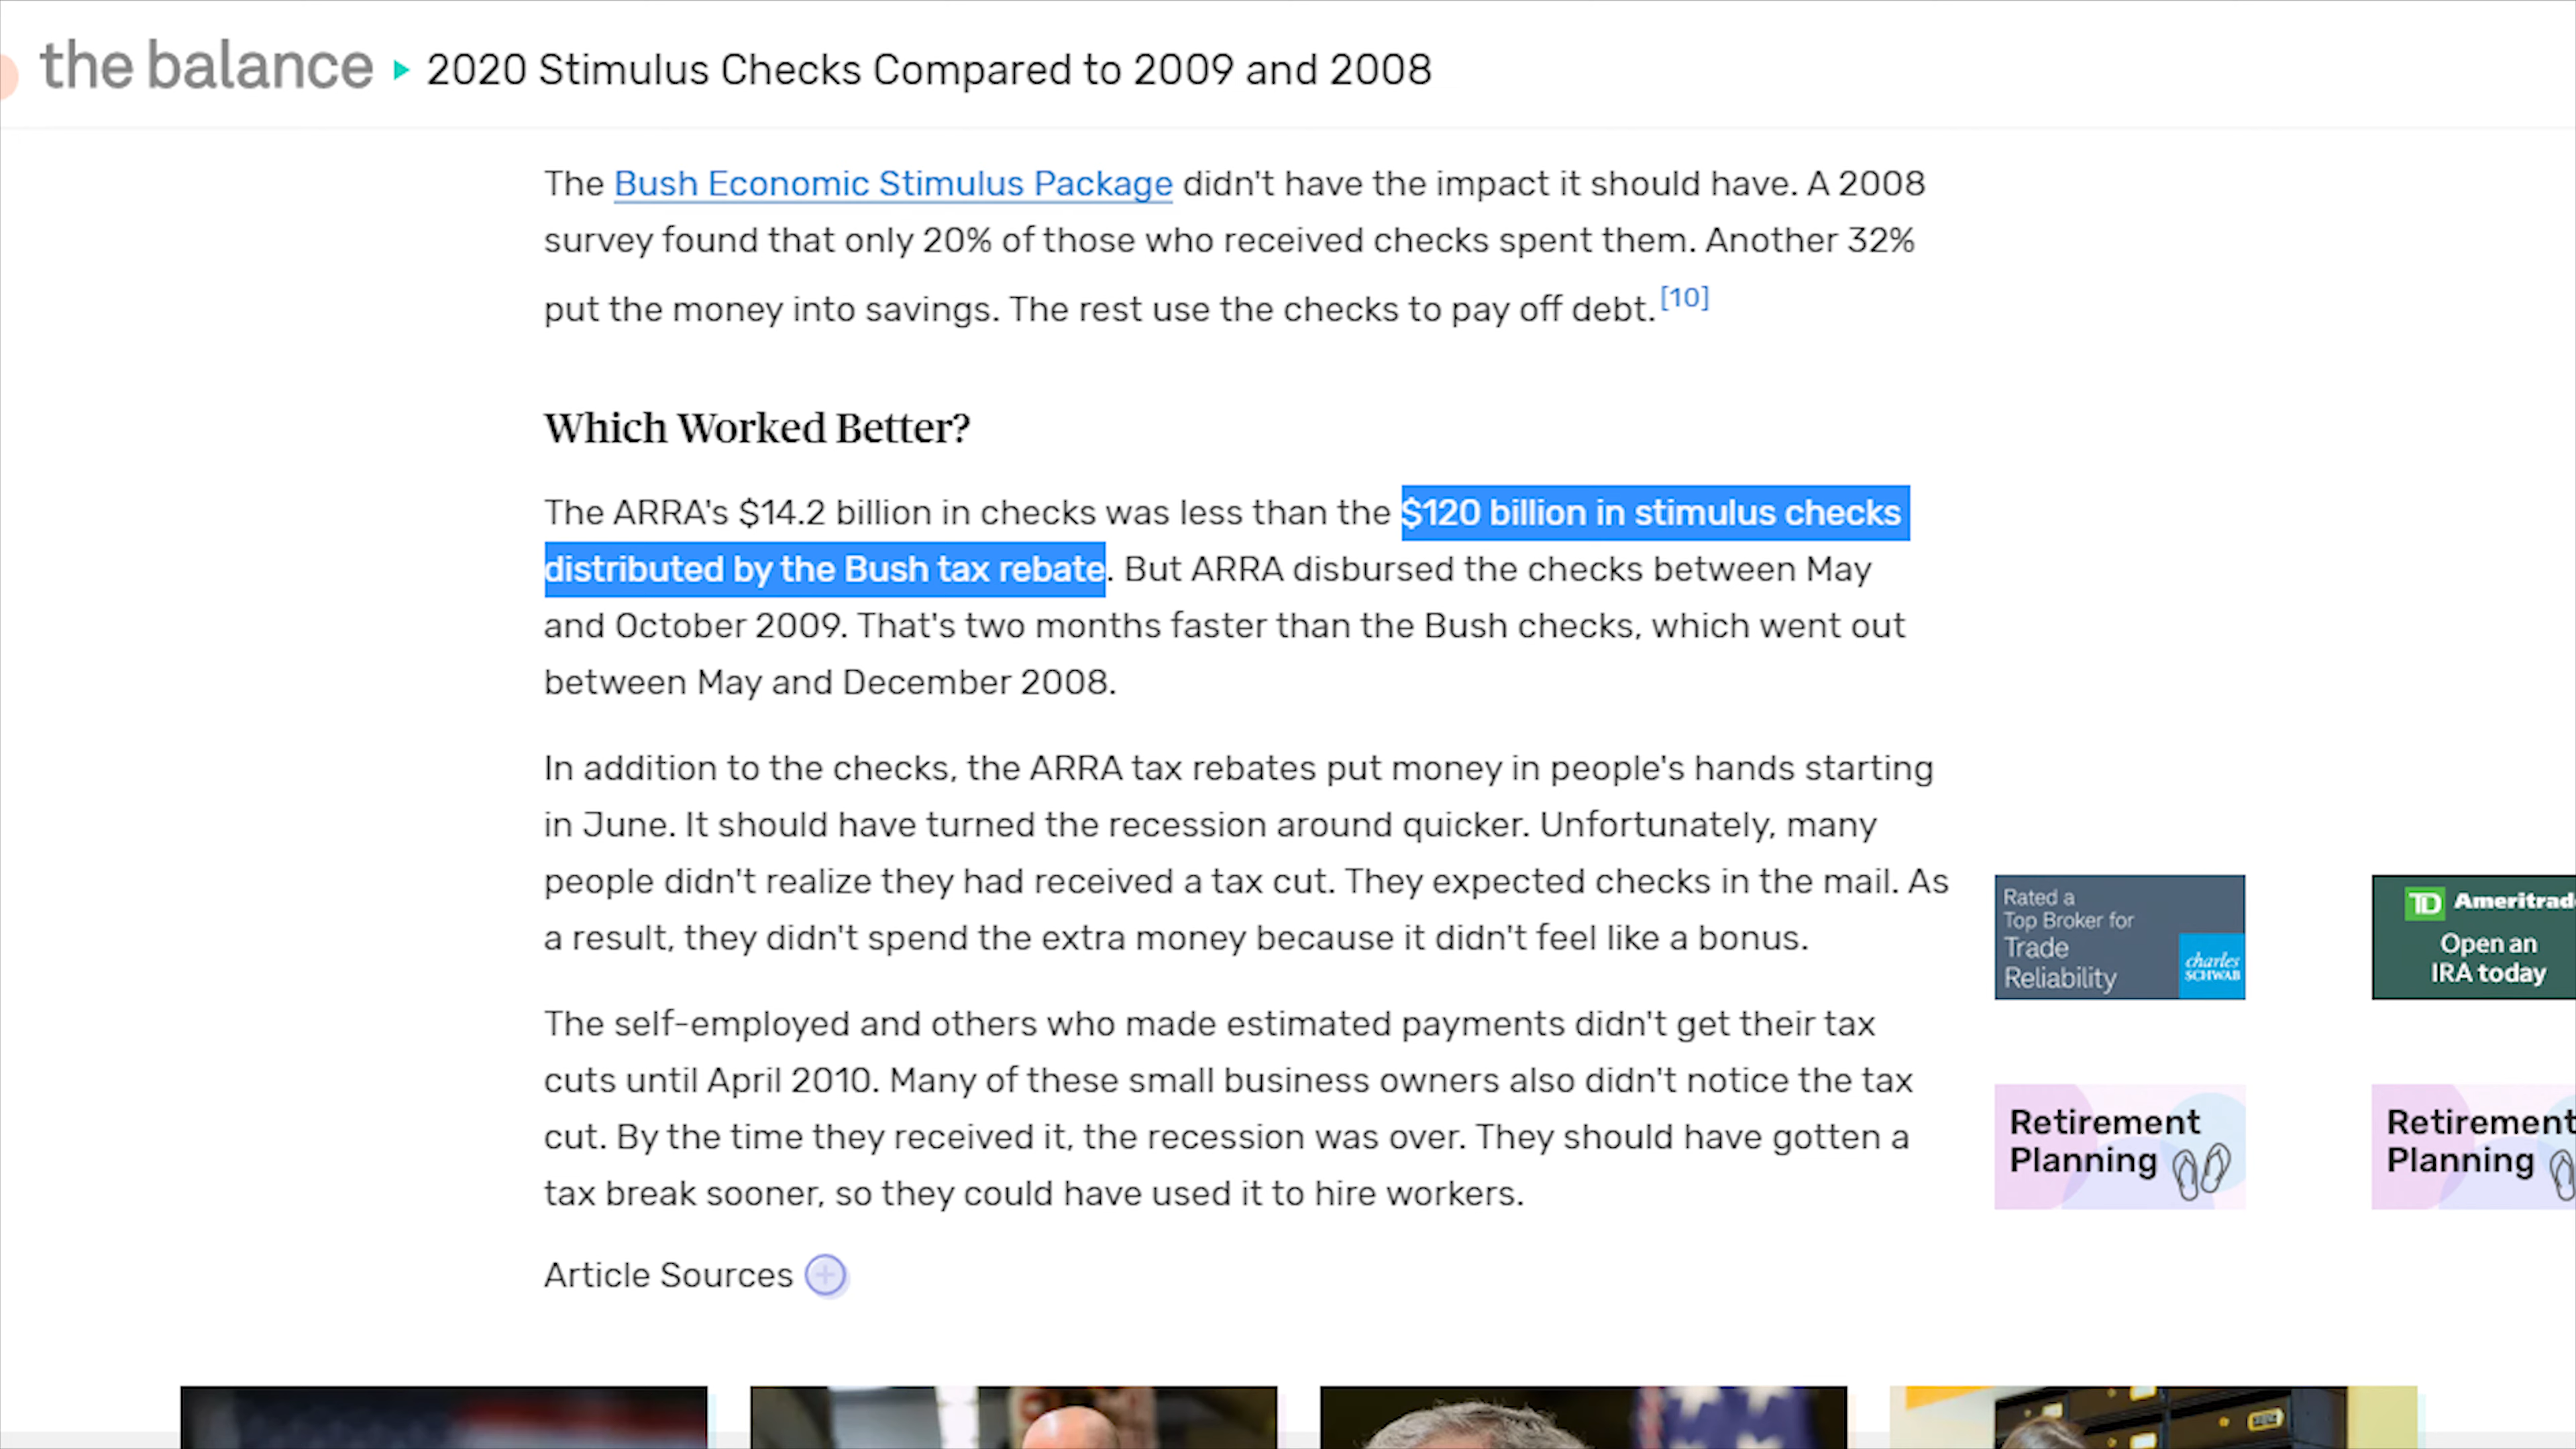 the balance 2020 Stimulus Checks Compared to 2009 and 2008
The Bush Economic Stimulus Package didn't have the impact it should have. A 2008
survey found that only 20% of those who received checks spent them. Another 32%
put the money into savings. The rest use the checks to pay off debt. [10]
Which Worked Better?
The ARRA's $14.2 billion in checks was less than the $120 billion in stimulus checks
distributed by the Bush tax rebate. But ARRA disbursed the checks between May
and October 2009. That's two months faster than the Bush checks, which went out
between May and December 2008.
In addition to the checks, the ARRA tax rebates put money in people's hands starting
in June. It should have turned the recession around quicker. Unfortunately, many
people didn't realize they had received a tax cut. They expected checks in the mail. As
a result, they didn't spend the extra money because it didn't feel like a bonus.
The self-employed and others who made estimated payments didn't get their tax
cuts until April 2010. Many of these small business owners also didn't notice the tax
cut. By the time they received it, the recession was over. They should have gotten a
tax break sooner, so they could have used it to hire workers.
Article Sources
Rated a
Top Broker for
Trade
Reliability
charles
SCHWAB
TD Ameritrad
Open an
IRA today
Retirement
Planning
Retirement
Planning